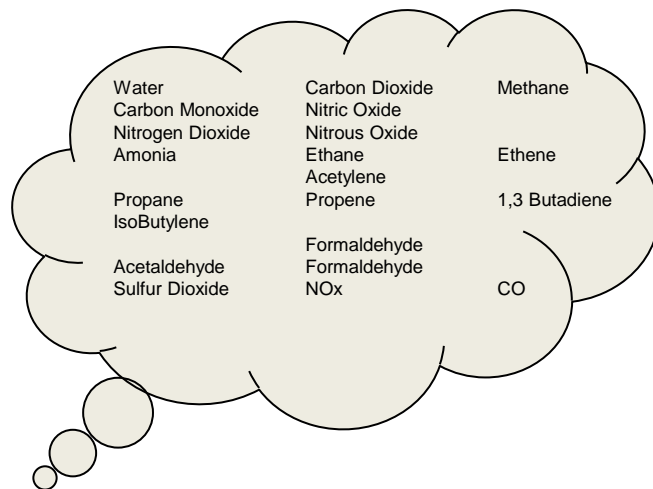 Water Carbon Dioxide Methane
Carbon Monoxide Nitric Oxide
Nitrogen Dioxide Nitrous Oxide
Amonia Ethane Ethene
Acetylene
Propane Propene 1,3 Butadiene
IsoButylene
Formaldehyde
Acetaldehyde Formaldehyde
Sulfur Dioxide NOx CO